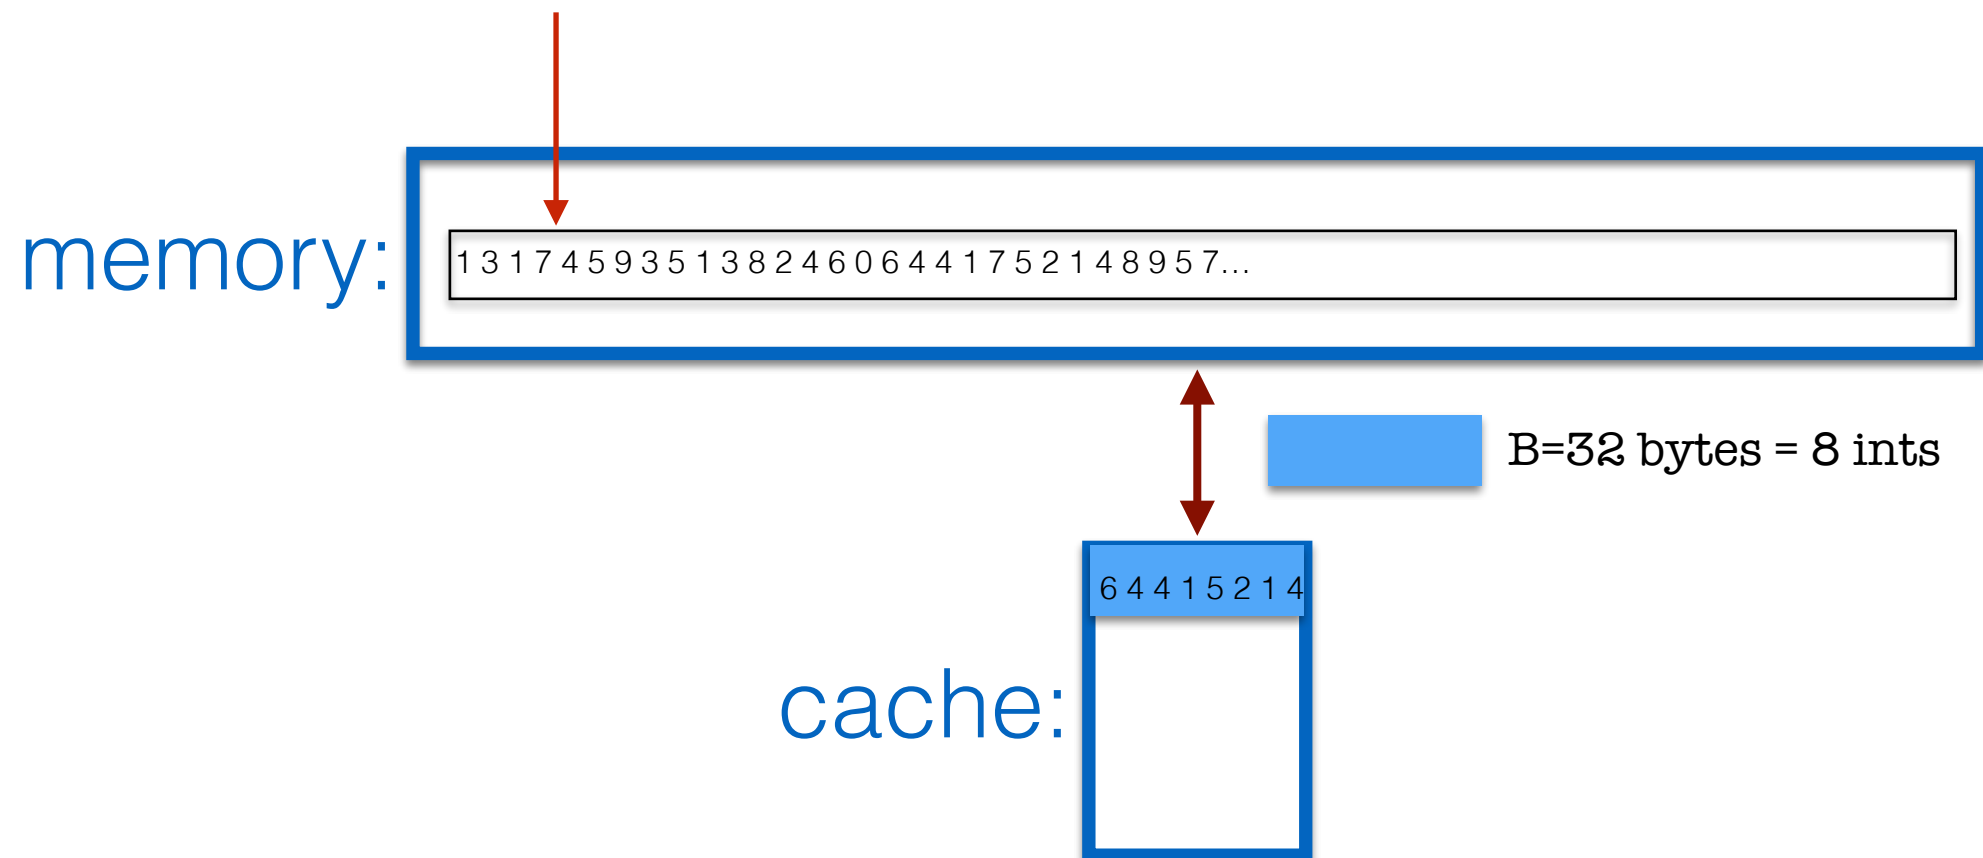 memory:
1 3 1 7 4 5 9 3 5 1 3 8 2 4 6 0 6 4 4 1 7 5 2 1 4 8 9 5 7...
B=32 bytes = 8 ints
6 4 4 1 5 2 1 4
cache: